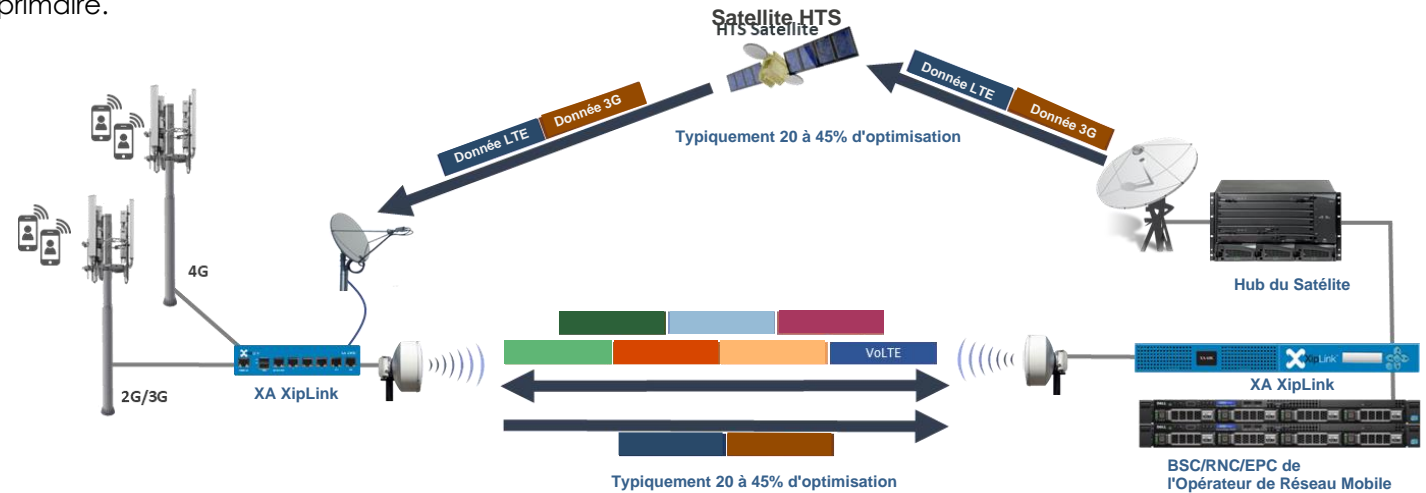 primaire.
Satellite HTS
HTS Satellite
Donnée LTE
Donnée 3G
Donnée LTE
Donnée 3G
Typiquement 20 à 45% d'optimisation
4G
Hub du Satélite
VoLTE
XipLink
XA XipLink
XA XipLink
2G/3G
BSC/RNC/EPC de
l'Opérateur de Réseau Mobile
Typiquement 20 à 45% d'optimisation